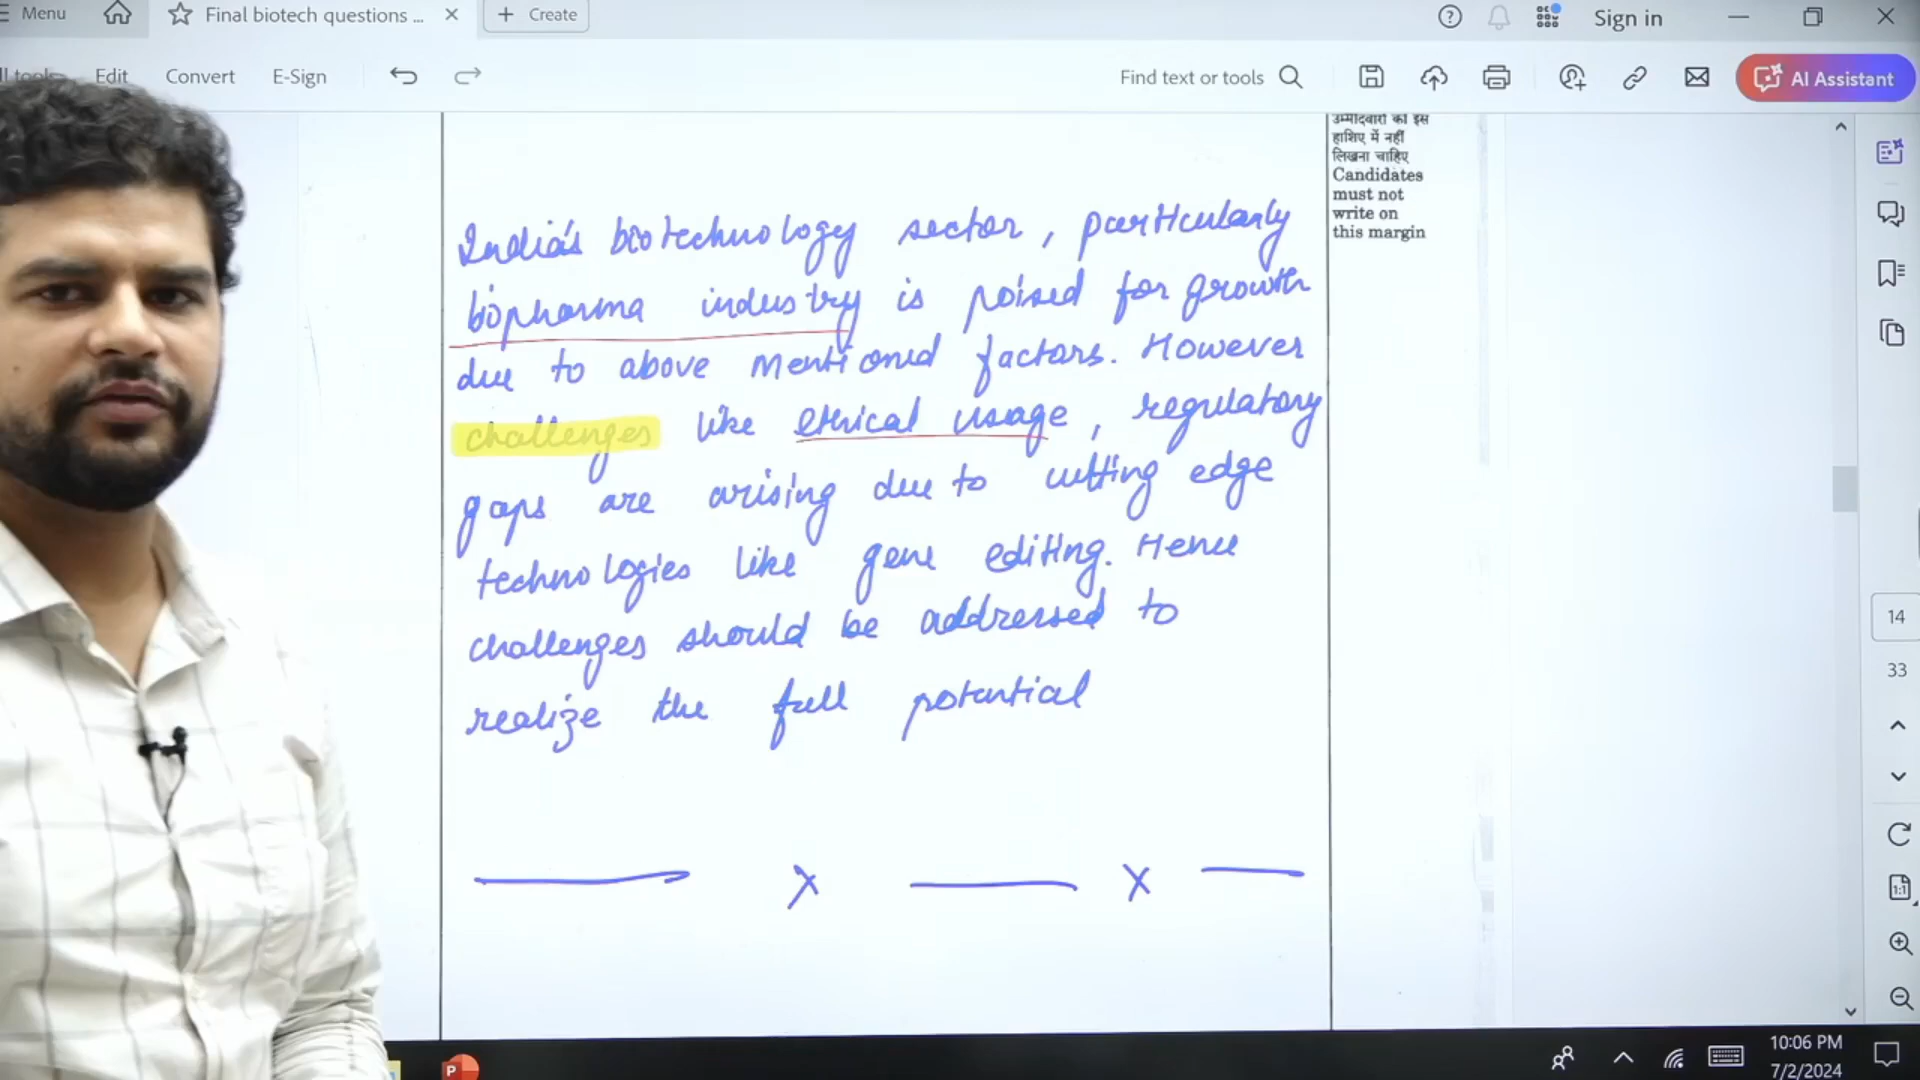 Menu
Final biotech questions ...
Create
Sign in
Edit
Convert
E-Sign
Find text or tools
AI Assistant
उम्मीदवारों को इस
हाशिए में नहीं
लिखना चाहिए
Candidates
must not
write on
this margin
India's biotechnology sector, particularly
biopharma industry is poised for growth
due to above mentioned factors. However
challenges like ethical usage, regulatory
gaps are arising due to cutting edge
technologies like gene editing. Hence
challenges should be addressed to
realize the full potential
x x
14
33
1:1
P
10:06 PM
7/2/2024